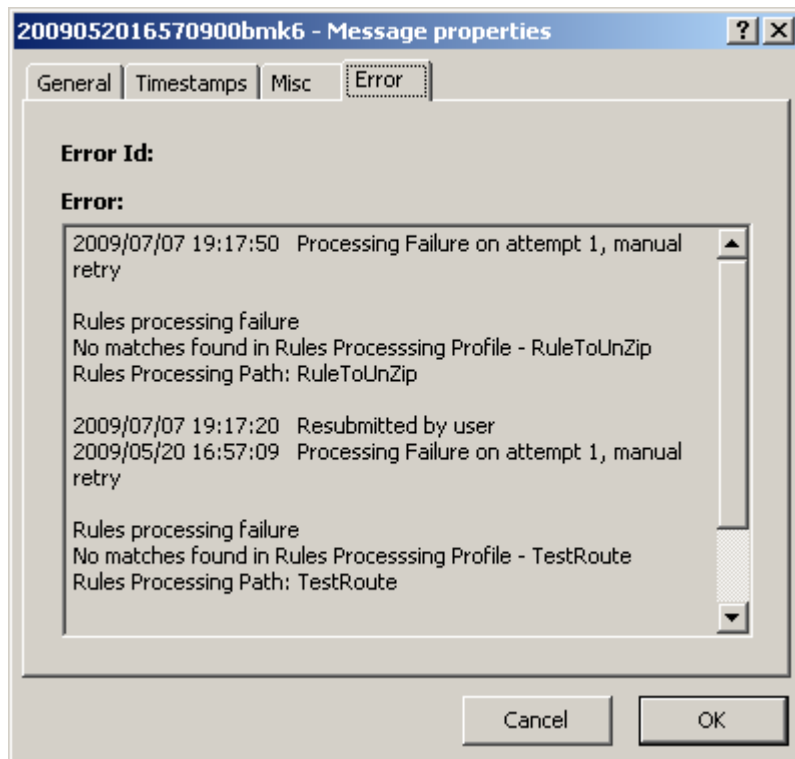 2009052016570900bmk6 - Message properties
General Timestamps Misc Error
Error Id:
Error:
2009/07/07 19:17:50 Processing Failure on attempt 1, manual
retry
Rules processing failure
No matches found in Rules Processsing Profile - RuleToUnZip
Rules Processing Path: RuleToUnZip
2009/07/07 19:17:20 Resubmitted by user
2009/05/20 16:57:09 Processing Failure on attempt 1, manual
retry
Rules processing failure
No matches found in Rules Processsing Profile - TestRoute
Rules Processing Path: TestRoute
Cancel OK